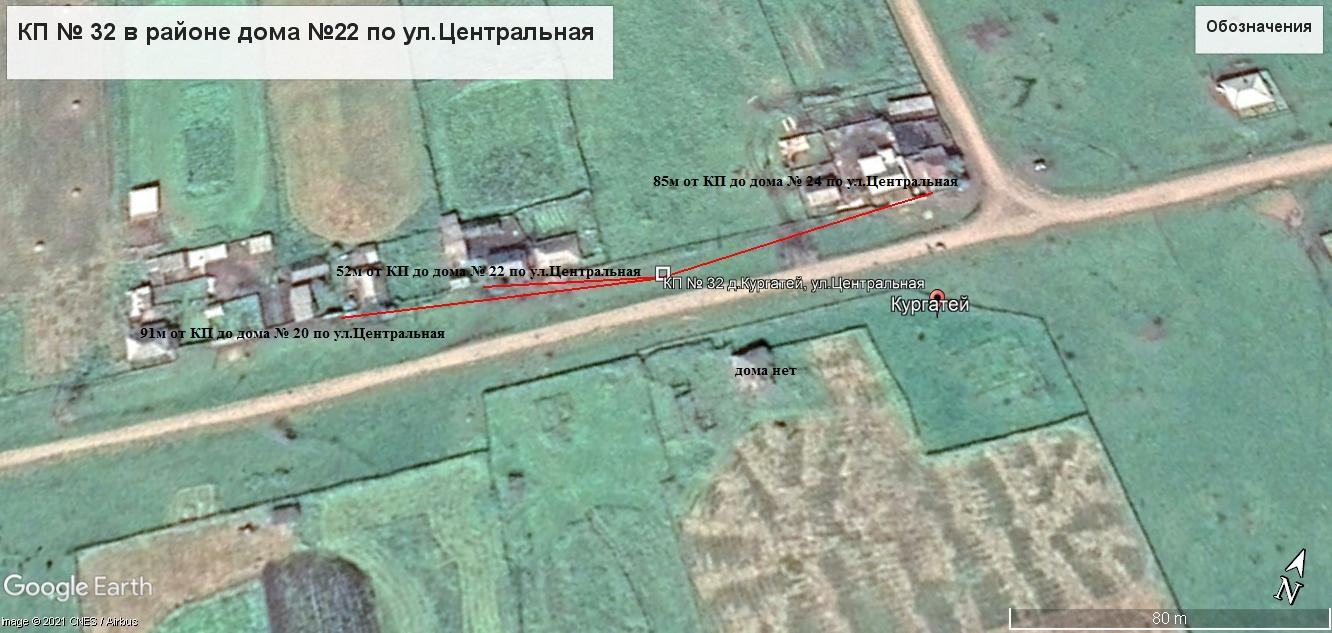 КП № 32 в районе дома №22 по ул.Центральная
Обозначения
85м от КП до дома № 24 по ул.Центральная
52м от КП до дома № 22 по ул.Центральная
КП № 32 д.Кургатей, ул.Центральная
Кургатей
91м от КП до дома № 20 по ул.Центральная
дома нет
Google Earth
N
80 m
Image © 2021 CNES / Airbus